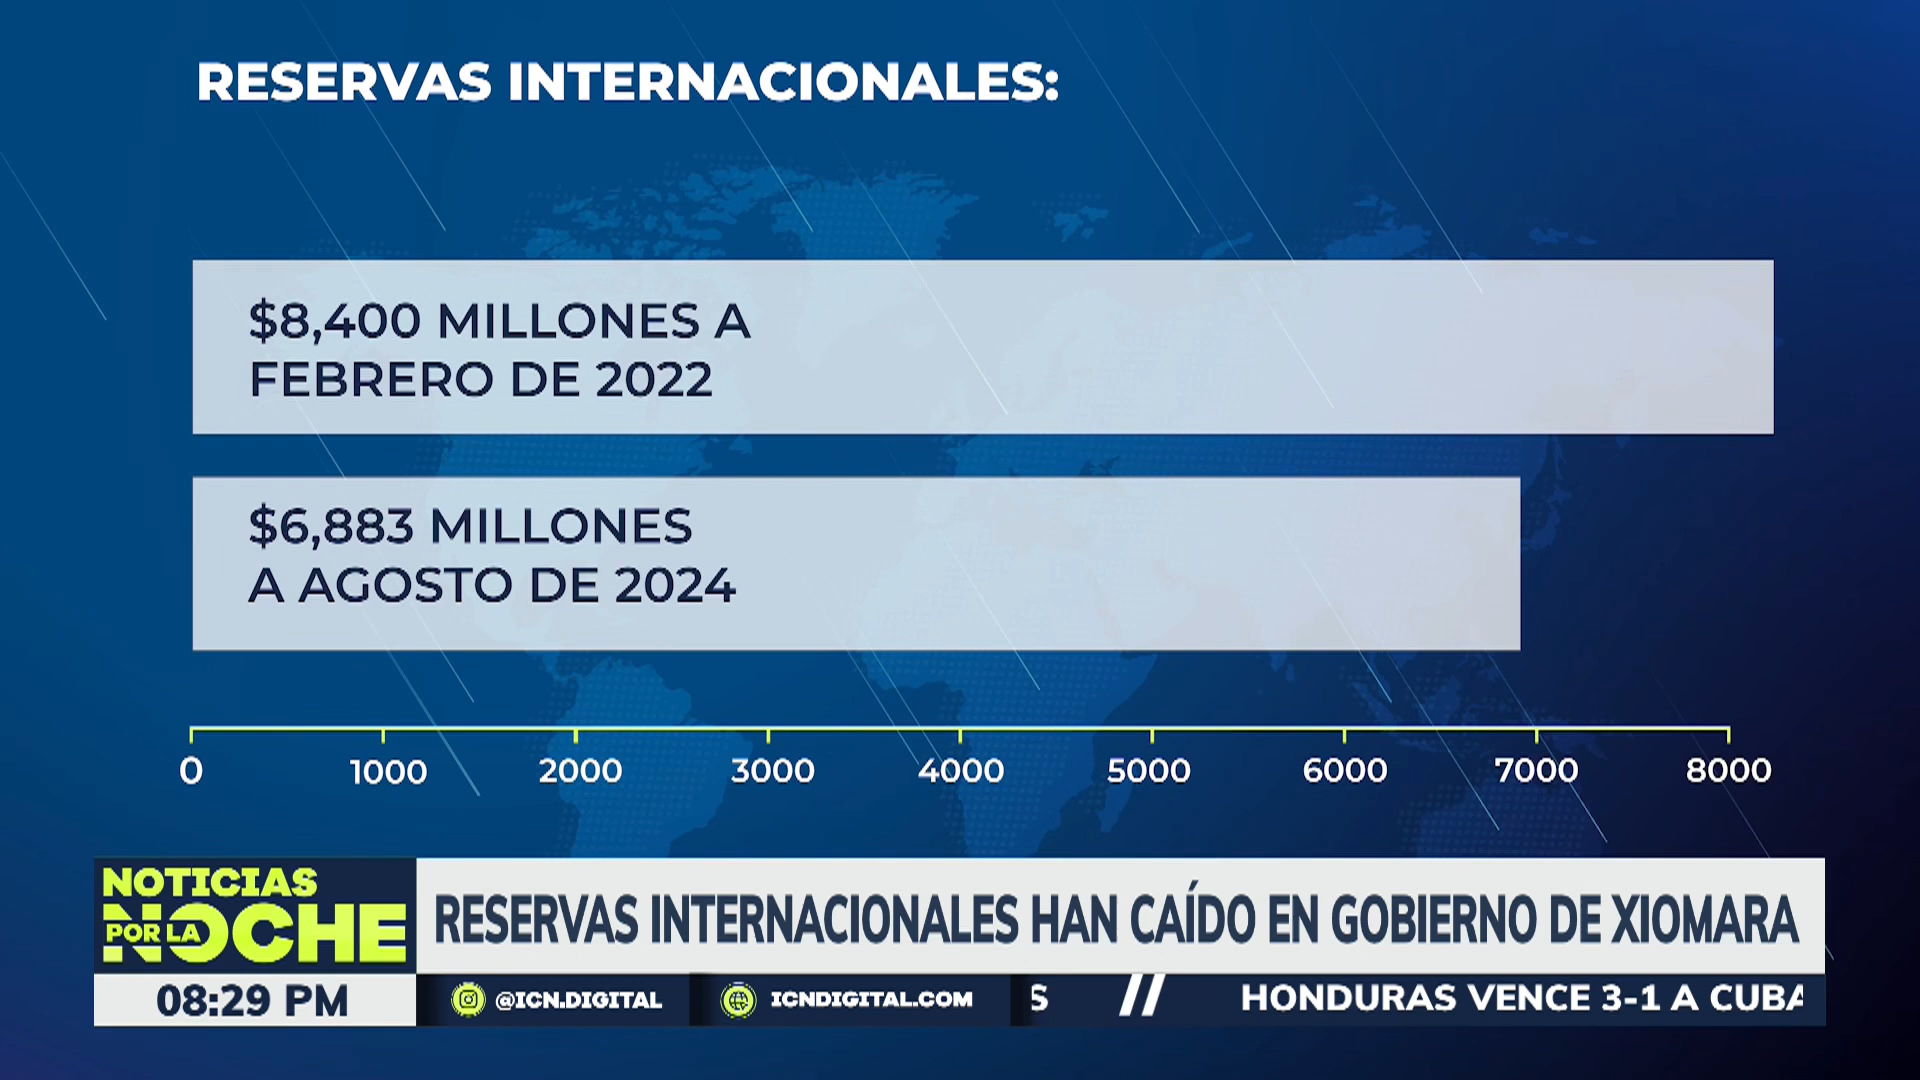 RESERVAS INTERNACIONALES:
$8,400 MILLONES A
FEBRERO DE 2022
$6,883 MILLONES
A AGOSTO DE 2024
0 1000 2000 3000 4000 5000 6000 7000 8000
NOTICIAS
POR LA NOCHE
RESERVAS INTERNACIONALES HAN CAÍDO EN GOBIERNO DE XIOMARA
08:29 PM
@ICN.DIGITAL ICNDIGITAL.COM S // HONDURAS VENCE 3-1 A CUBA